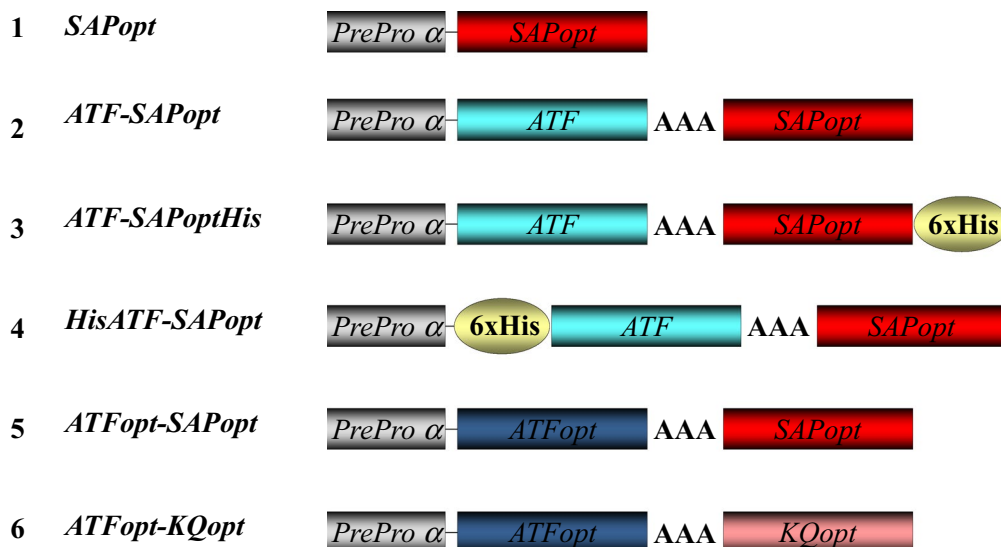 1 SAPopt PrePro α SAPopt
2 ATF-SAPopt PrePro α ATF AAA SAPopt
3 ATF-SAPoptHis PrePro α ATF AAA SAPopt 6xHis
4 HisATF-SAPopt PrePro α 6xHis ATF AAA SAPopt
5 ATFopt-SAPopt PrePro α ATFopt AAA SAPopt
6 ATFopt-KQopt PrePro α ATFopt AAA KQopt